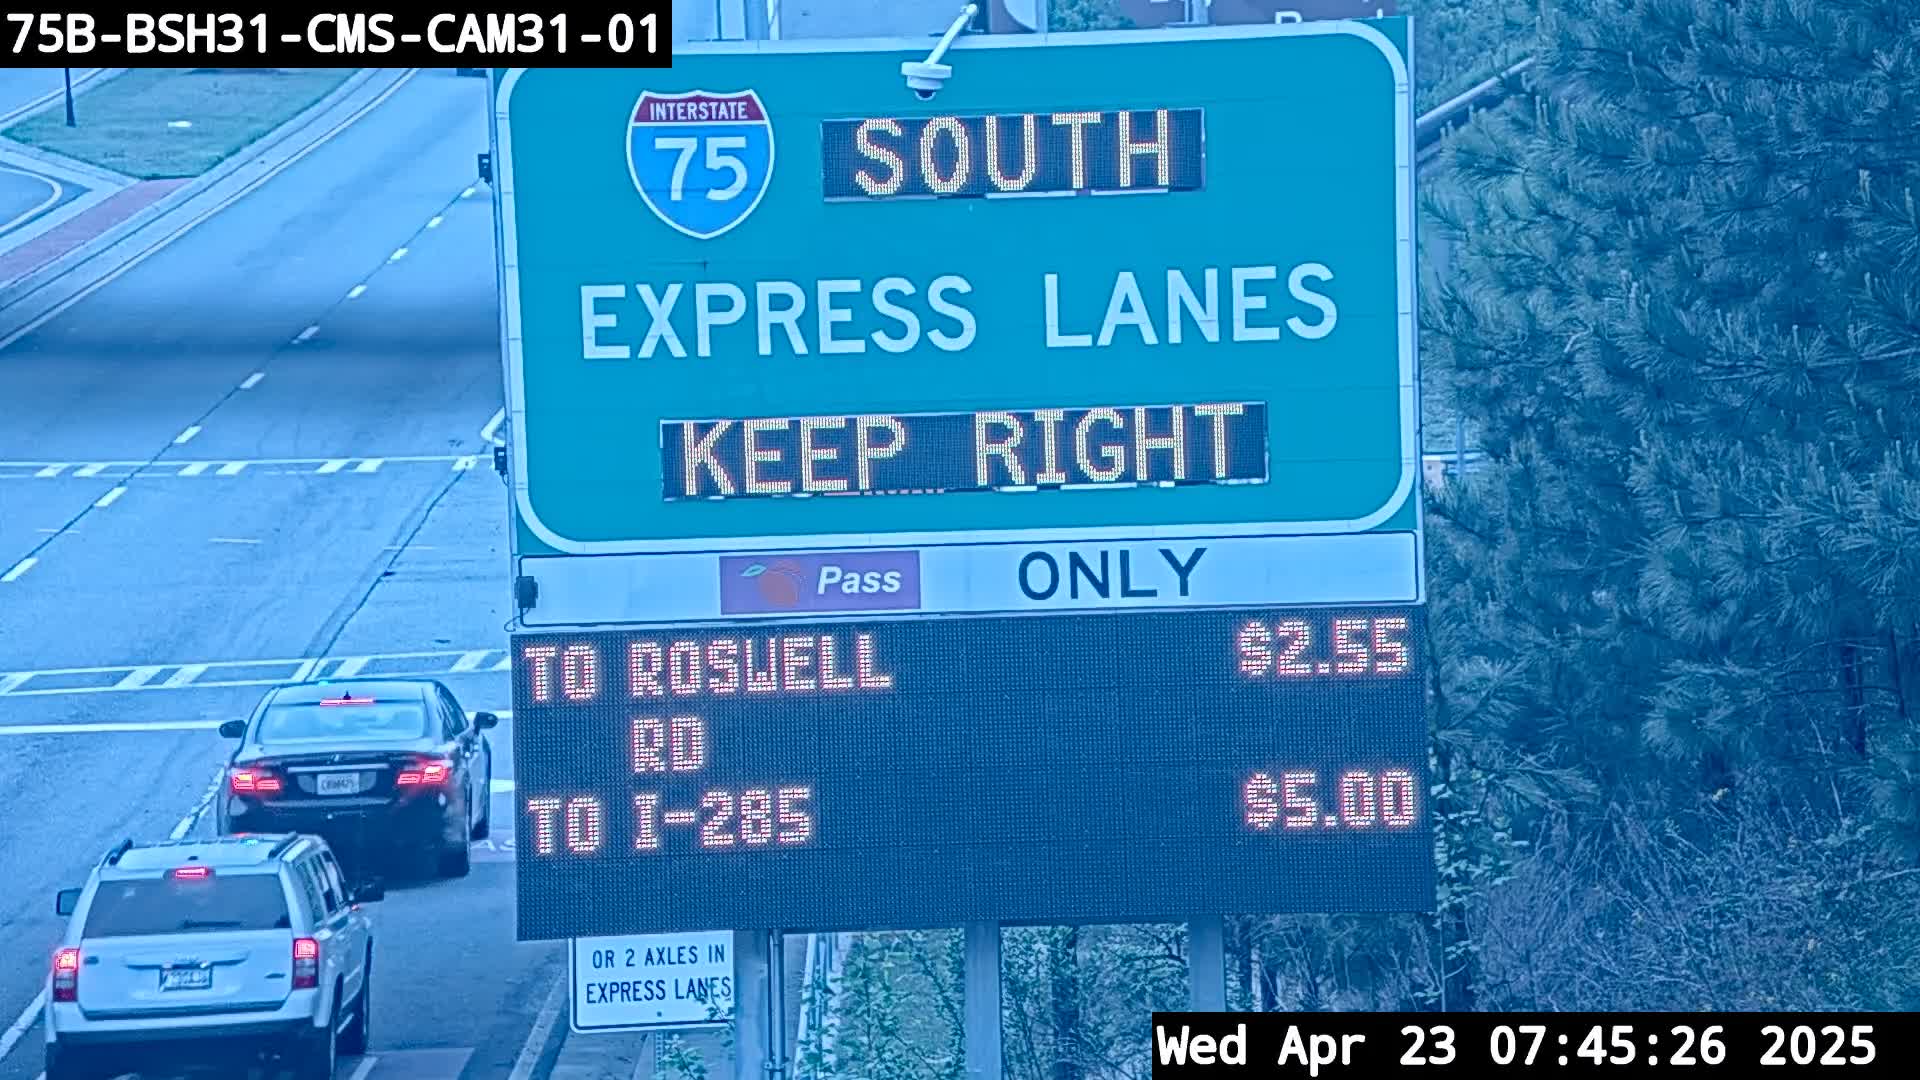 75B-BSH31-CMS-CAM31-01
INTERSTATE
75
SOUTH
EXPRESS LANES
KEEP RIGHT
Pass ONLY
TO ROSWELL $2.55
RD
TO I-285 $5.00
OR 2 AXLES IN
EXPRESS LANES
Wed Apr 23 07:45:26 2025